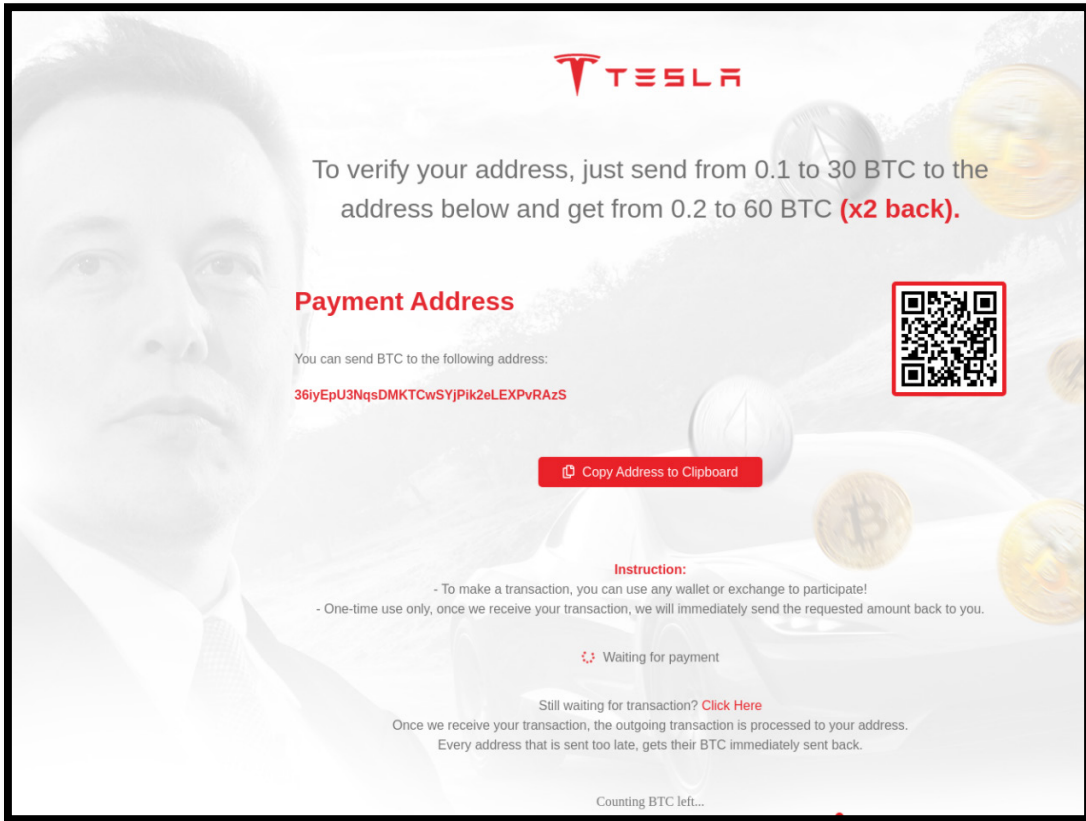 TESLA
To verify your address, just send from 0.1 to 30 BTC to the
address below and get from 0.2 to 60 BTC (x2 back).
Payment Address
You can send BTC to the following address:
36iyEpU3NqsDMKTCwSYjPik2eLEXPvRAzS
Copy Address to Clipboard
Instruction:
- To make a transaction, you can use any wallet or exchange to participate!
- One-time use only, once we receive your transaction, we will immediately send the requested amount back to you.
Waiting for payment
Still waiting for transaction? Click Here
Once we receive your transaction, the outgoing transaction is processed to your address.
Every address that is sent too late, gets their BTC immediately sent back.
Counting BTC left...